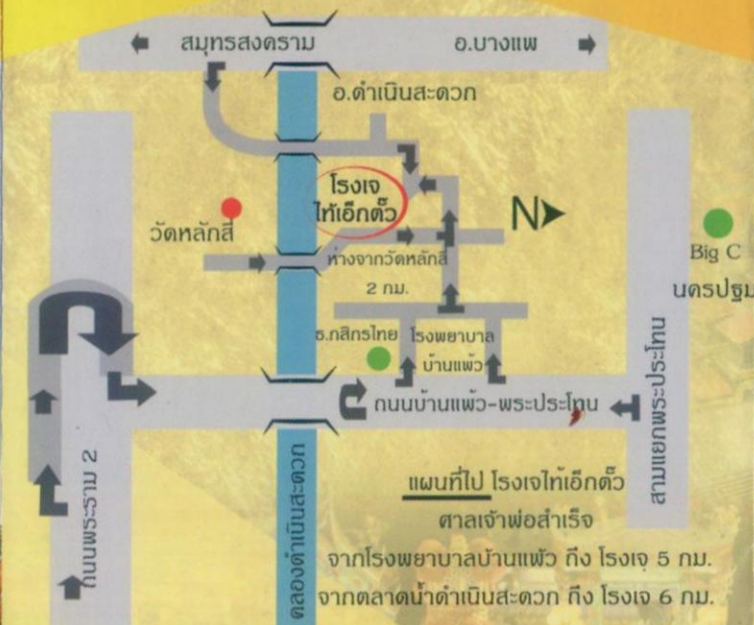 สมุทรสงคราม
อ.บางแพ
อ.ดำเนินสะดวก
โรงเจ
ไท้เอ็กตั๊ว
N
วัดหลักสี่
Big C
ห่างจากวัดหลักสี่
2 กม.
นครปฐม
ธ.กสิกรไทย
โรงพยาบาล
บ้านแพ้ว
ถนนบ้านแพ้ว-พระประโทน
สามแยกพระประโทน
ถนนพระราม 2
คลองดำเนินสะดวก
แผนที่ไป โรงเจไท้เอ็กตั๊ว
ศาลเจ้าพ่อสำเร็จ
จากโรงพยาบาลบ้านแพ้ว ถึง โรงเจ 5 กม.
จากตลาดน้ำดำเนินสะดวก ถึง โรงเจ 6 กม.